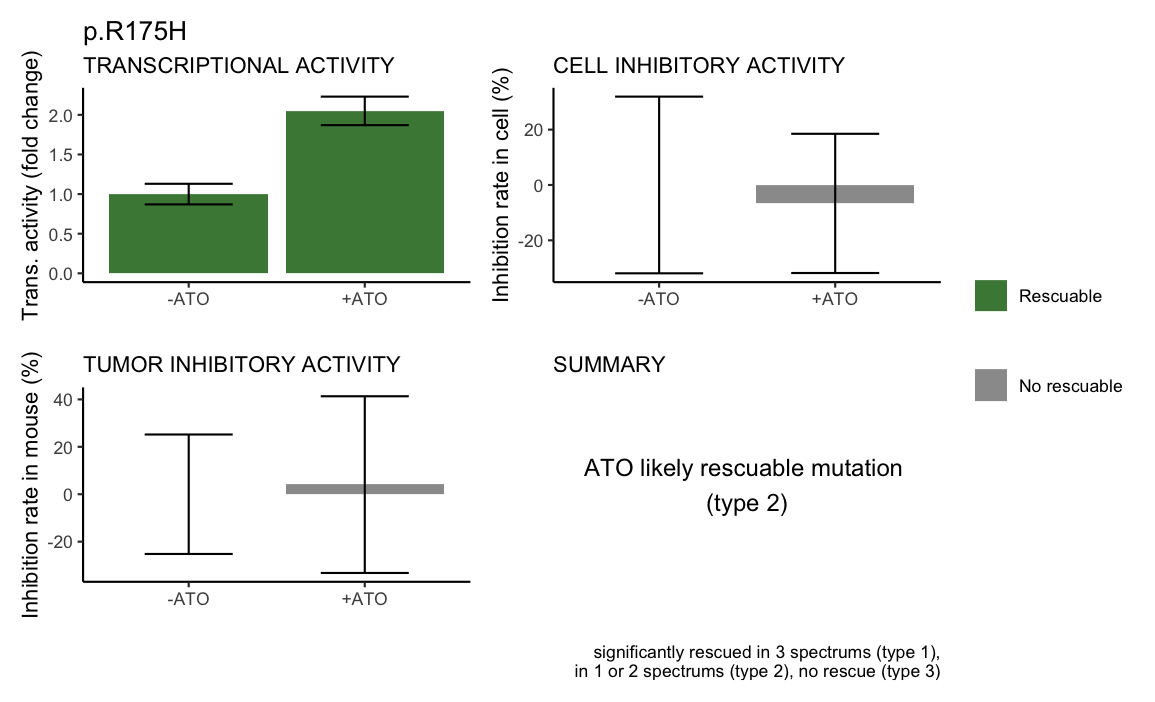 p.R175H
TRANSCRIPTIONAL ACTIVITY
Trans. activity (fold change)
2.0
1.5
1.0
0.5
0.0
-ATO
+ATO
CELL INHIBITORY ACTIVITY
Inhibition rate in cell (%)
20
0
-20
-ATO
+ATO
Rescuable
No rescuable
TUMOR INHIBITORY ACTIVITY
Inhibition rate in mouse (%)
40
20
0
-20
-ATO
+ATO
SUMMARY
ATO likely rescuable mutation
(type 2)
significantly rescued in 3 spectrums (type 1),
in 1 or 2 spectrums (type 2), no rescue (type 3)